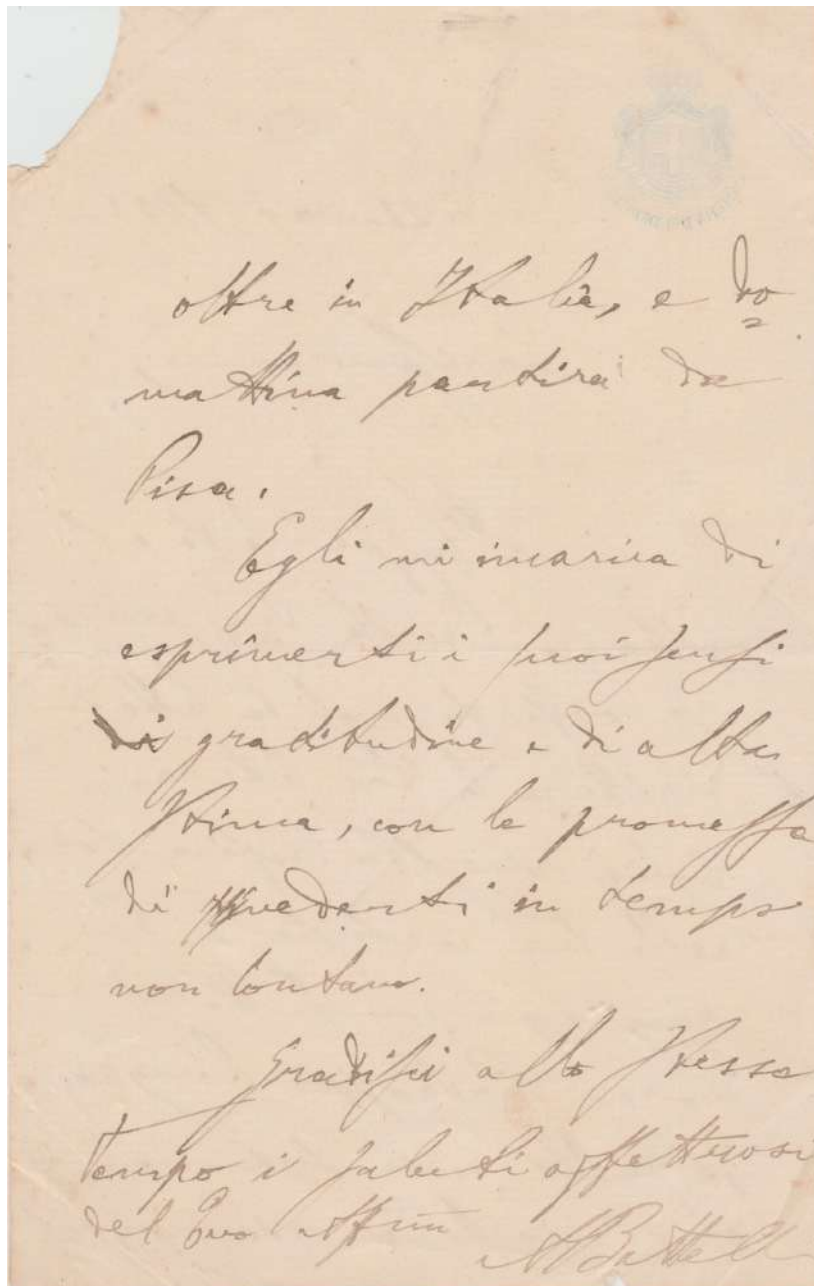 oltre in Italia, e do=
mattina partirà da
Pisa.
Egli mi incarica di
esprimerti i suoi sensi
di gratitudine e di alta
stima, con la promessa
di rivederti in tempo
non lontano.
Gradisci allo stesso
tempo i saluti affettuosi
del tuo affmo
ABattelli